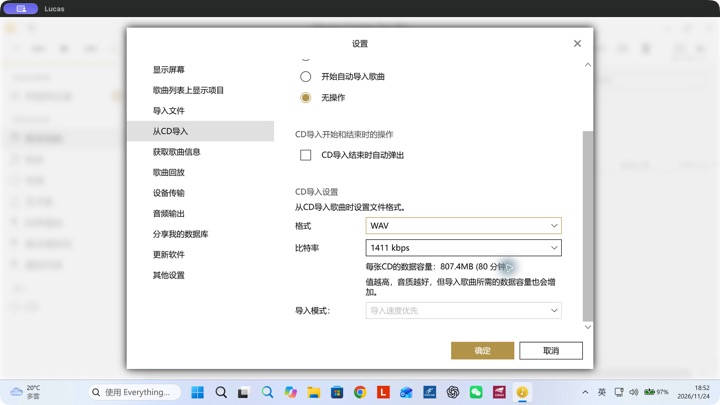 Lucas
设置
显示屏幕
歌曲列表上显示项目
导入文件
从CD导入
获取歌曲信息
歌曲回放
设备传输
音频输出
分享我的数据库
更新软件
其他设置
开始自动导入歌曲
无操作
CD导入开始和结束时的操作
CD导入结束时自动弹出
CD导入设置
从CD导入歌曲时设置文件格式。
格式
WAV
比特率
1411 kbps
每张CD的数据容量：807.4MB (80 分钟)
值越高，音质越好，但导入歌曲所需的数据容量也会增
加。
导入模式：
导入速度优先
确定
取消
20°C
多云
使用 Everything...
英
97%
18:52
2026/11/24